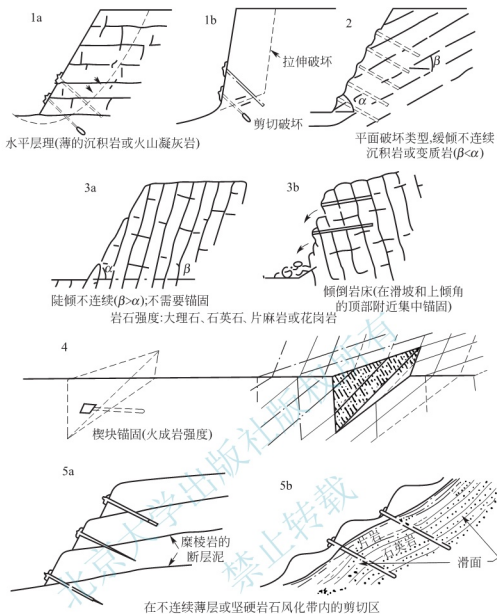 1a
1b
2
拉伸破坏
剪切破坏
β
α
水平层理(薄的沉积岩或火山凝灰岩)
平面破坏类型,缓倾不连续
沉积岩或变质岩(β<α)
3a
3b
α
β
陡倾不连续(β>α);不需要锚固
倾倒岩床(在滑坡和上倾角
的顶部附近集中锚固)
岩石强度:大理石、石英石、片麻岩或花岗岩
4
楔块锚固(火成岩强度)
5a
5b
糜棱岩的
断层泥
片岩
石英岩
滑面
在不连续薄层或坚硬岩石风化带内的剪切区
北京大学出版社版权所有
禁止转载